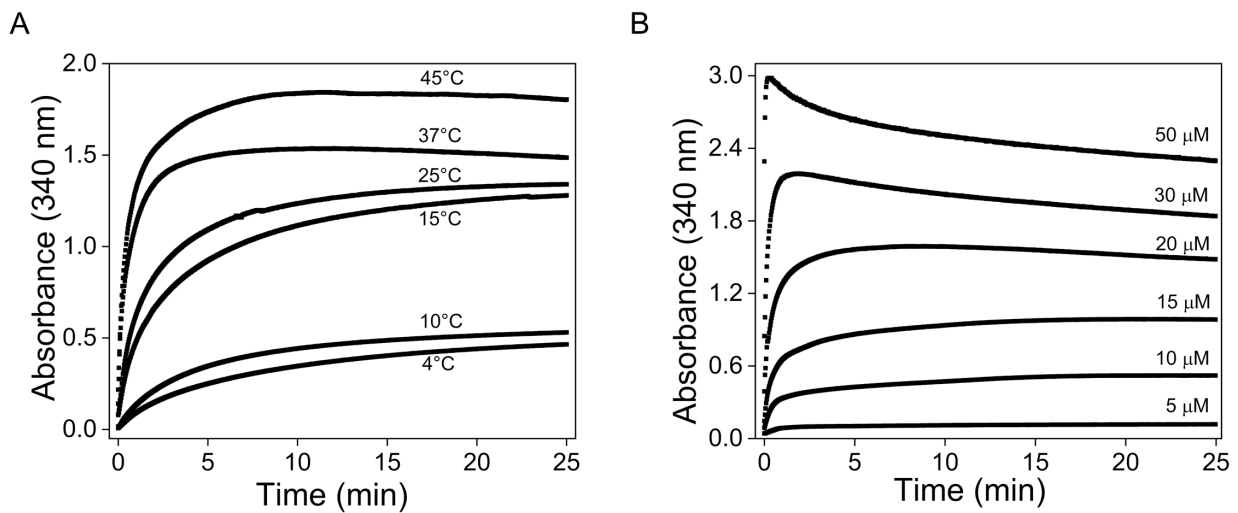 A
Absorbance (340 nm)
2.0
1.5
1.0
0.5
0.0
45°C
37°C
25°C
15°C
10°C
4°C
0 5 10 15 20 25
Time (min)
B
Absorbance (340 nm)
3.0
2.4
1.8
1.2
0.6
0.0
50 μM
30 μM
20 μM
15 μM
10 μM
5 μM
0 5 10 15 20 25
Time (min)